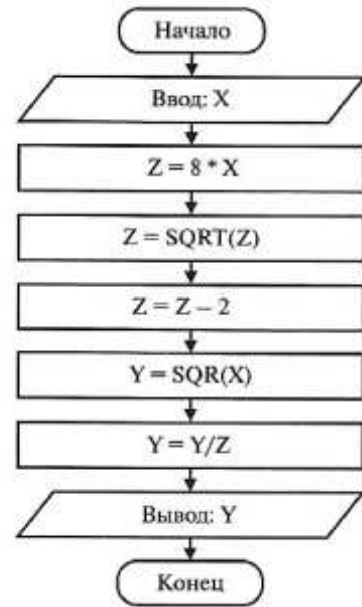 Начало
Ввод: X
Z = 8 * X
Z = SQRT(Z)
Z = Z – 2
Y = SQR(X)
Y = Y/Z
Вывод: Y
Конец